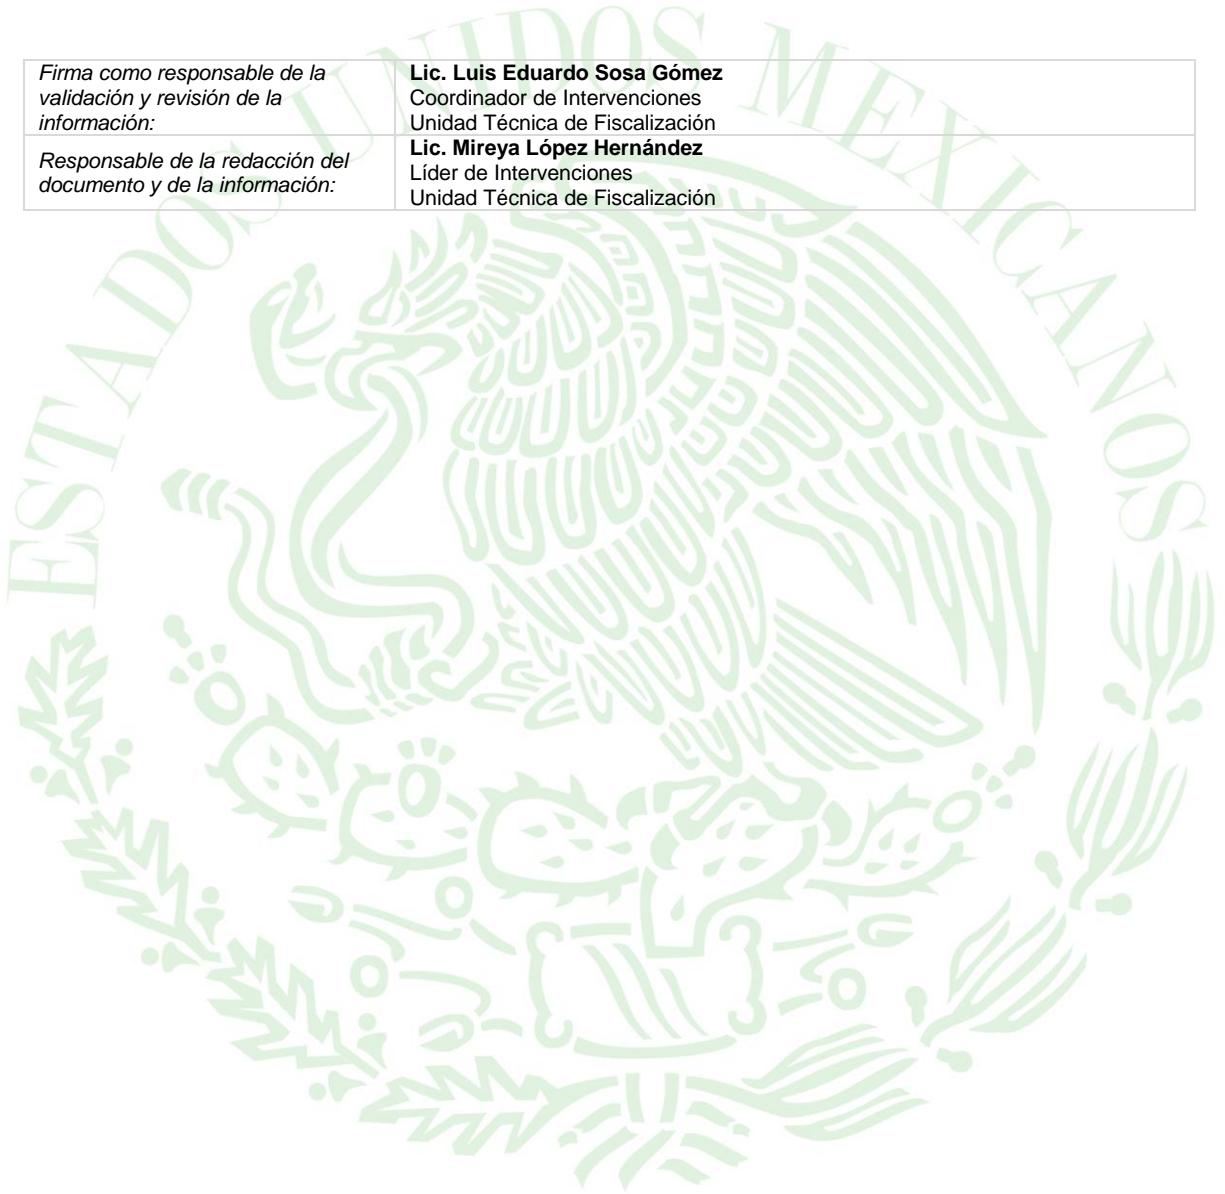 ESTADOS UNIDOS MEXICANOS
Firma como responsable de la
validación y revisión de la
información:
Lic. Luis Eduardo Sosa Gómez
Coordinador de Intervenciones
Unidad Técnica de Fiscalización
Responsable de la redacción del
documento y de la información:
Lic. Mireya López Hernández
Líder de Intervenciones
Unidad Técnica de Fiscalización